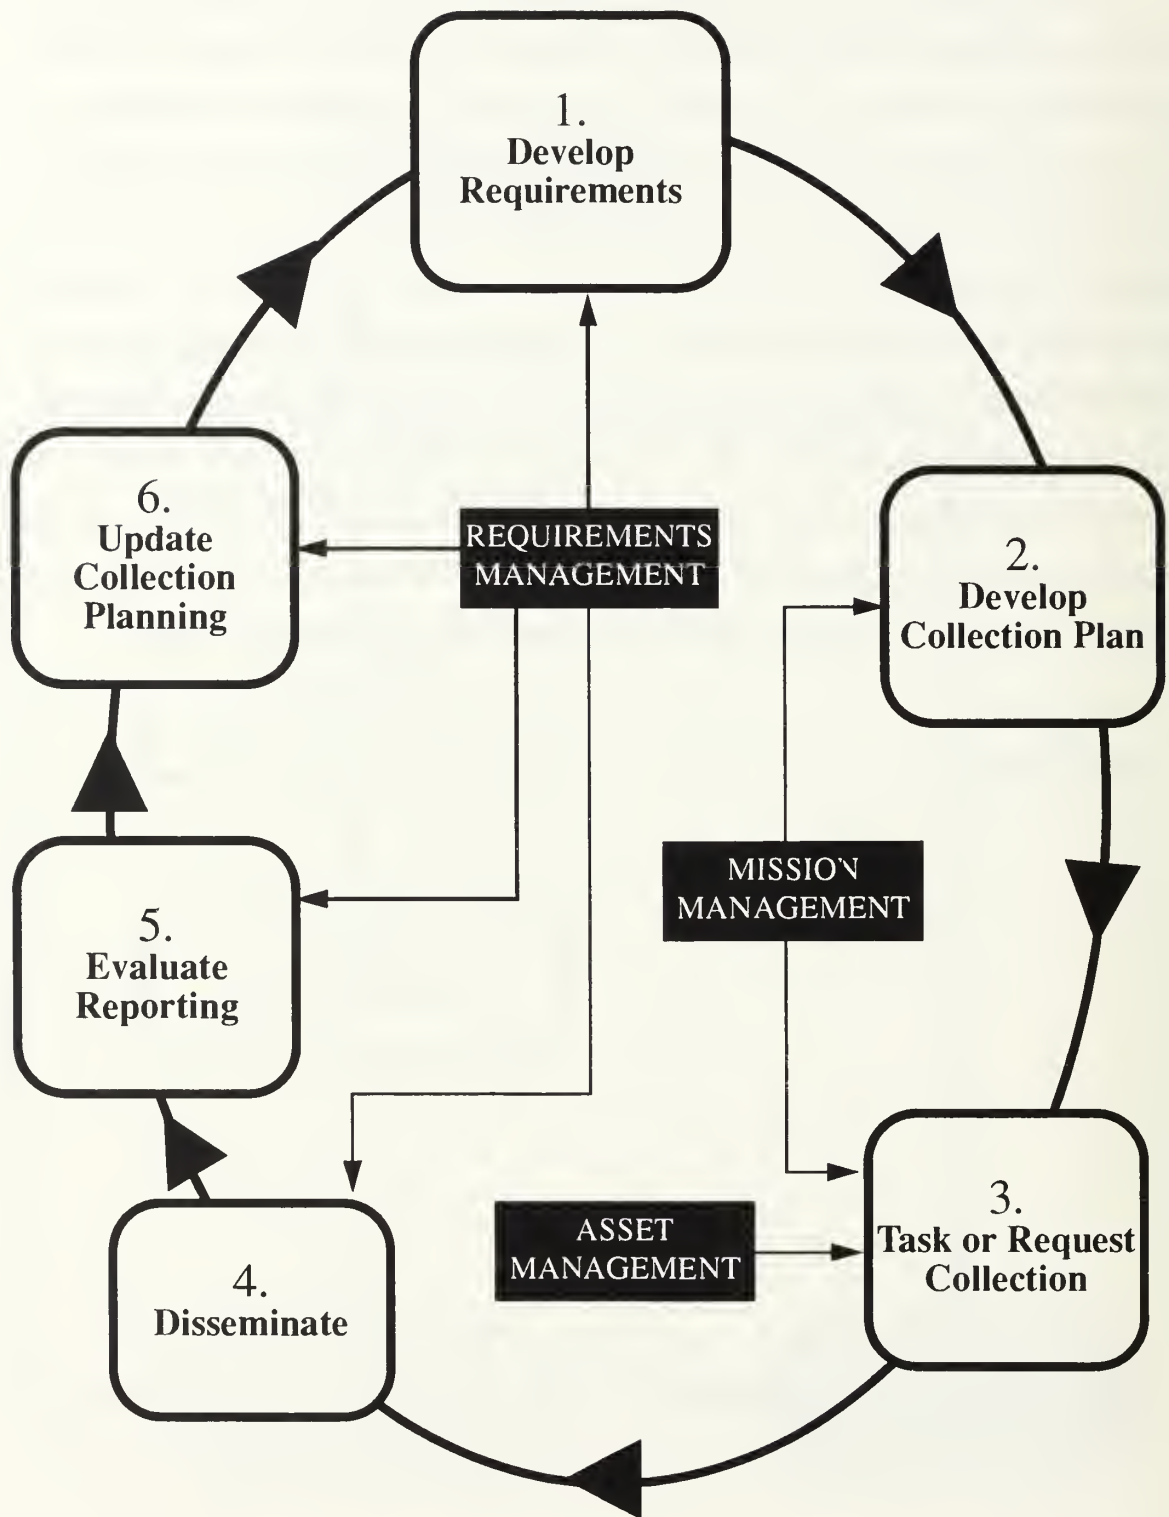 1.
Develop
Requirements
6.
Update
Collection
Planning
REQUIREMENTS
MANAGEMENT
2.
Develop
Collection Plan
MISSION
MANAGEMENT
5.
Evaluate
Reporting
3.
Task or Request
Collection
ASSET
MANAGEMENT
4.
Disseminate